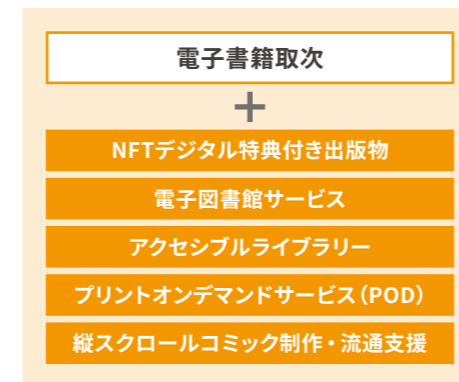 電子書籍取次
+
NFTデジタル特典付き出版物
電子図書館サービス
アクセシブルライブラリー
プリントオンデマンドサービス（POD）
縦スクロールコミック制作・流通支援